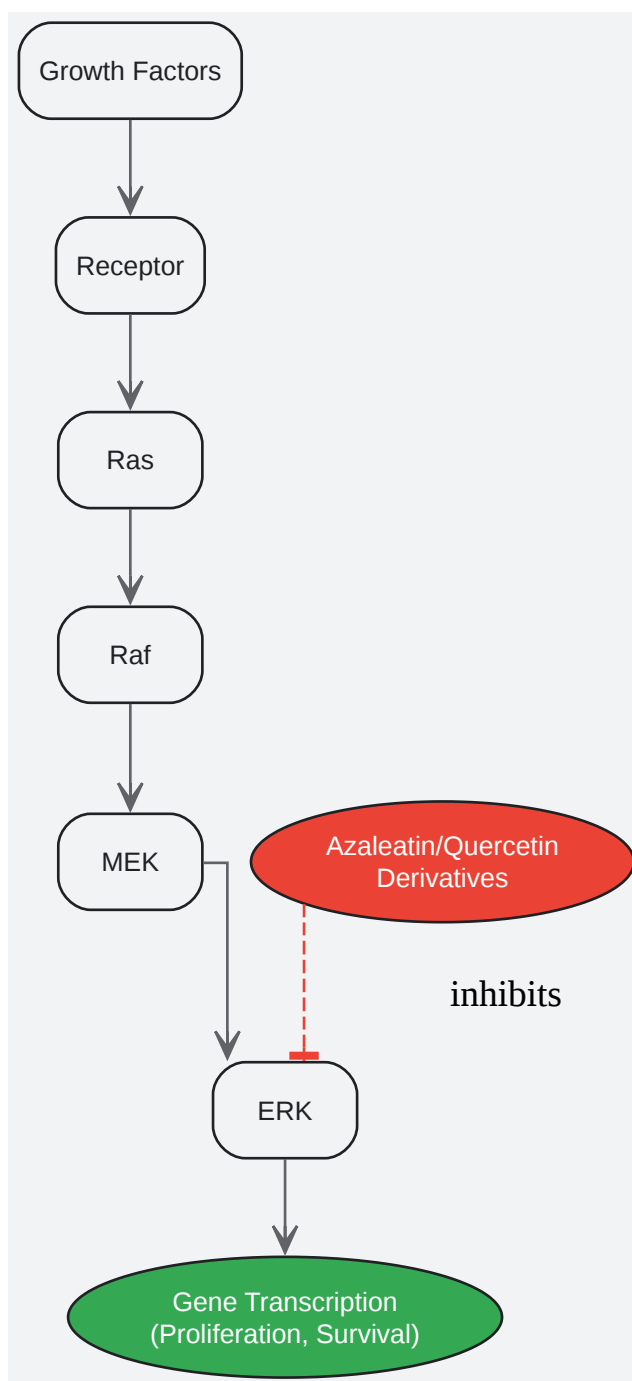 Growth Factors
Receptor
Ras
Raf
MEK
Azaleatin/Quercetin
Derivatives
inhibits
ERK
Gene Transcription
(Proliferation, Survival)